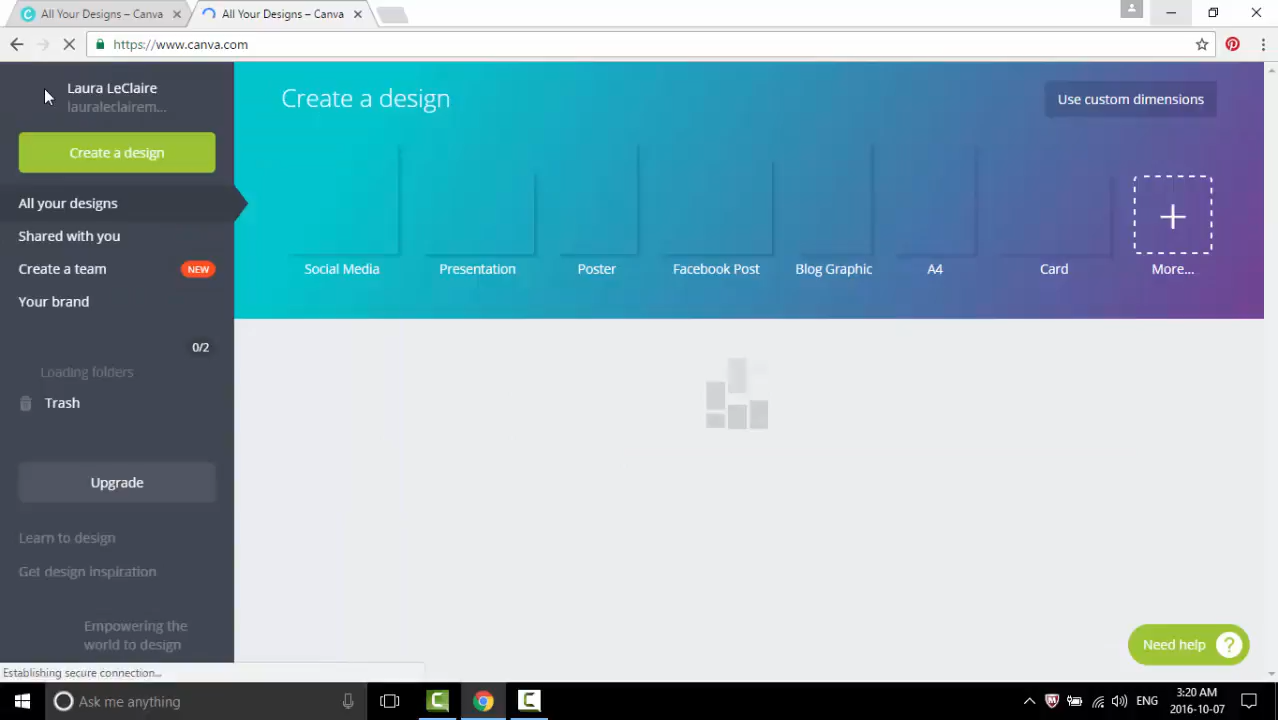 All Your Designs – Canva
All Your Designs – Canva
https://www.canva.com
Laura LeClaire
lauraleclairem...
Create a design
All your designs
Shared with you
Create a team NEW
Your brand
0/2
Loading folders
Trash
Upgrade
Learn to design
Get design inspiration
Empowering the
world to design
Establishing secure connection...
Create a design
Use custom dimensions
Social Media
Presentation
Poster
Facebook Post
Blog Graphic
A4
Card
More...
Need help ?
Ask me anything
ENG
3:20 AM
2016-10-07